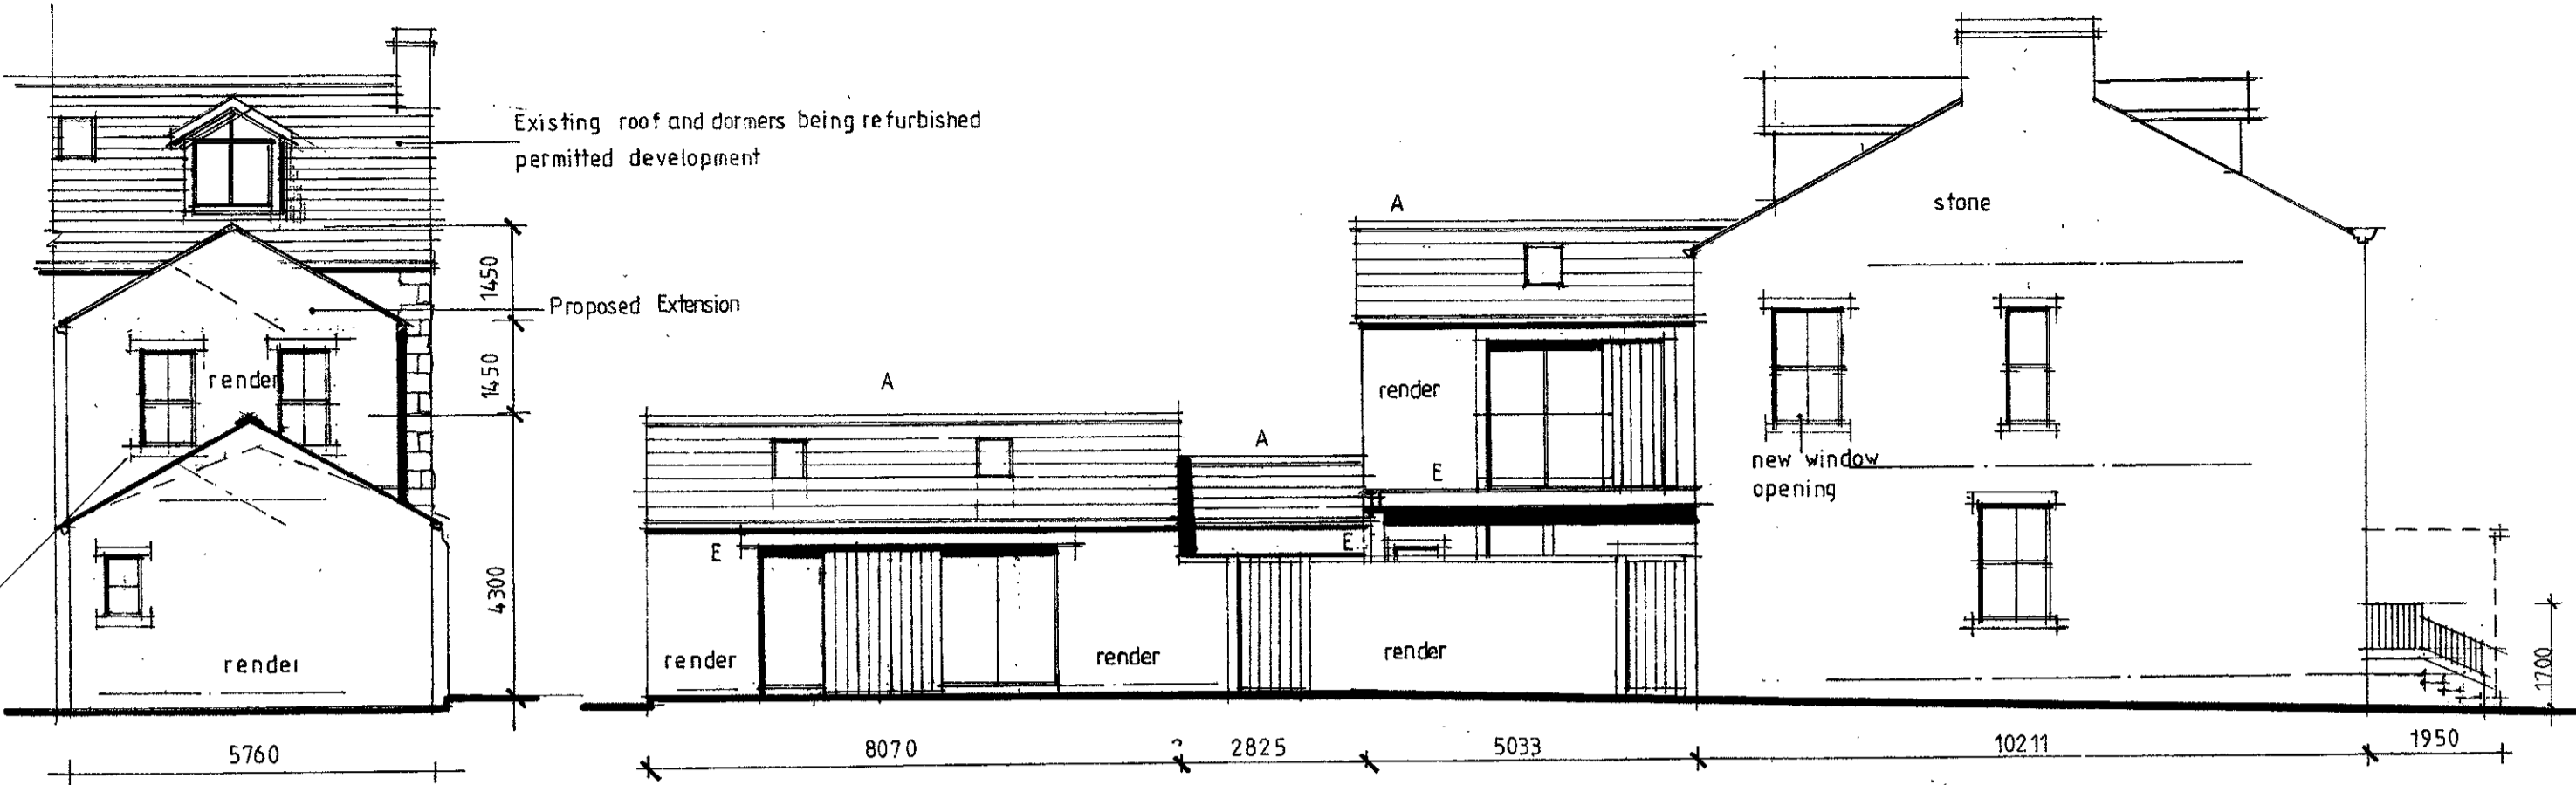 Existing roof and dormers being refurbished
permitted development
Proposed Extension
1450
1450
4300
render
render
5760
A
A
A
E
E
E
render
render
render
render
stone
new window
opening
8070
2825
5033
10211
1950
1700